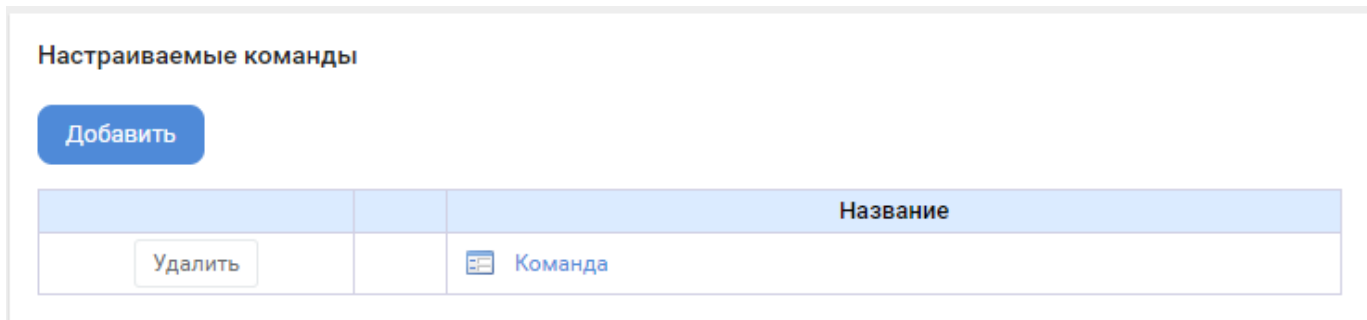 Настраиваемые команды
Добавить
Название
Удалить Команда